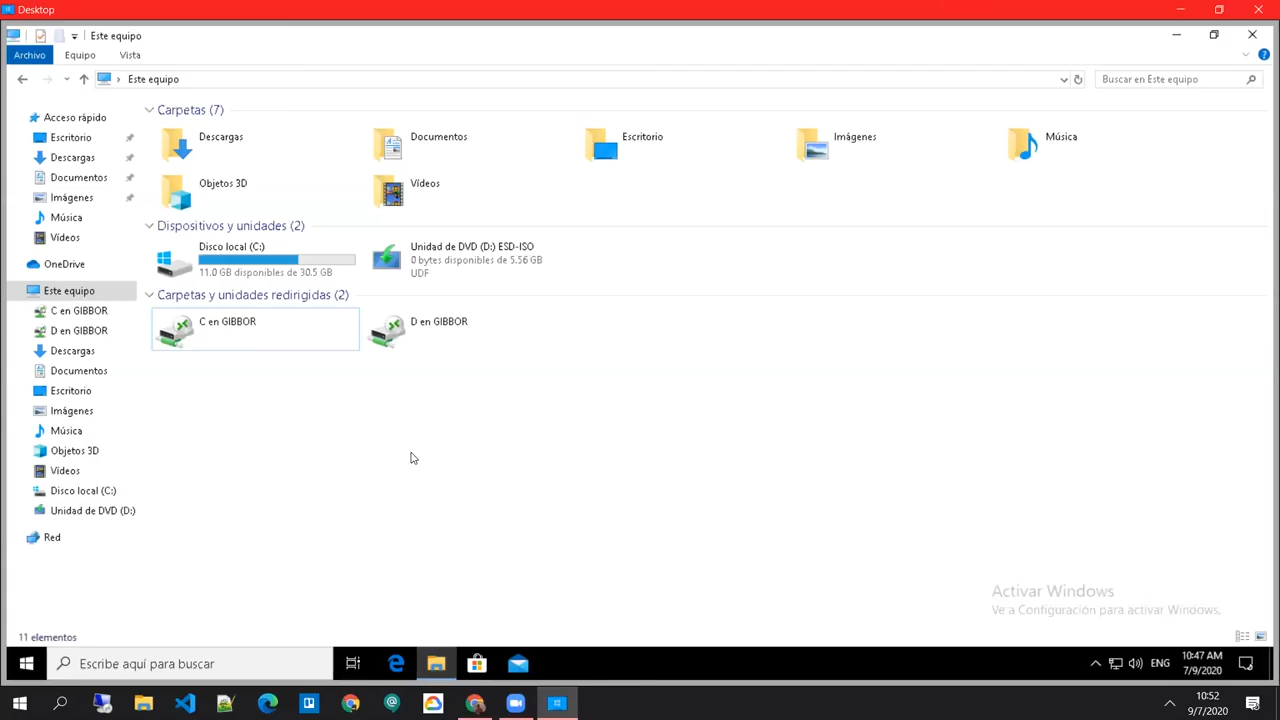 Desktop
Este equipo
Archivo Equipo Vista
Este equipo
Buscar en Este equipo
Acceso rápido
Escritorio
Descargas
Documentos
Imágenes
Música
Vídeos
OneDrive
Este equipo
C en GIBBOR
D en GIBBOR
Descargas
Documentos
Escritorio
Imágenes
Música
Objetos 3D
Vídeos
Disco local (C:)
Unidad de DVD (D:)
Red
Carpetas (7)
Descargas
Documentos
Escritorio
Imágenes
Música
Objetos 3D
Vídeos
Dispositivos y unidades (2)
Disco local (C:)
11.0 GB disponibles de 30.5 GB
Unidad de DVD (D:) ESD-ISO
0 bytes disponibles de 5.56 GB
UDF
Carpetas y unidades redirigidas (2)
C en GIBBOR
D en GIBBOR
Activar Windows
Ve a Configuración para activar Windows.
11 elementos
Escribe aquí para buscar
ENG
10:47 AM
7/9/2020
10:52
9/7/2020